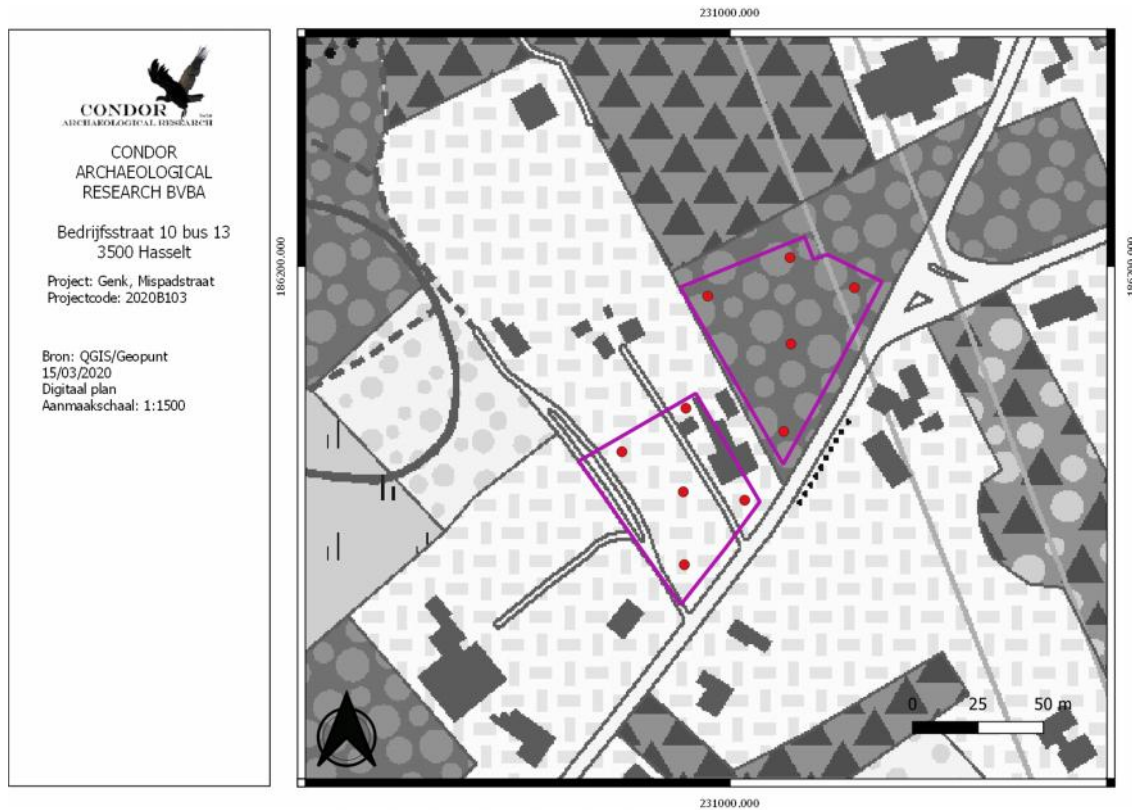 CONDOR
ARCHAEOLOGICAL RESEARCH
CONDOR
ARCHAEOLOGICAL
RESEARCH BVBA
Bedrijfsstraat 10 bus 13
3500 Hasselt
Project: Genk, Mispadstraat
Projectcode: 2020B103
Bron: QGIS/Geopunt
15/03/2020
Digitaal plan
Aanmaakschaal: 1:1500
231000.000
186200.000
186200.000
0 25 50 m
231000.000